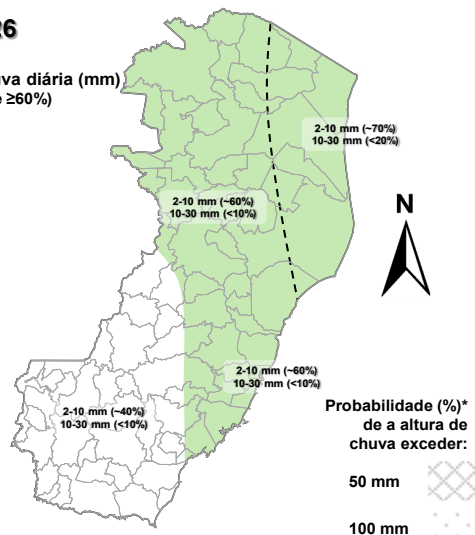 26
uva diária (mm)
e ≥60%)
2-10 mm (~70%)
10-30 mm (<20%)
2-10 mm (~60%)
10-30 mm (<10%)
N
2-10 mm (~60%)
10-30 mm (<10%)
2-10 mm (~40%)
10-30 mm (<10%)
Probabilidade (%)*
de a altura de
chuva exceder:
50 mm
100 mm